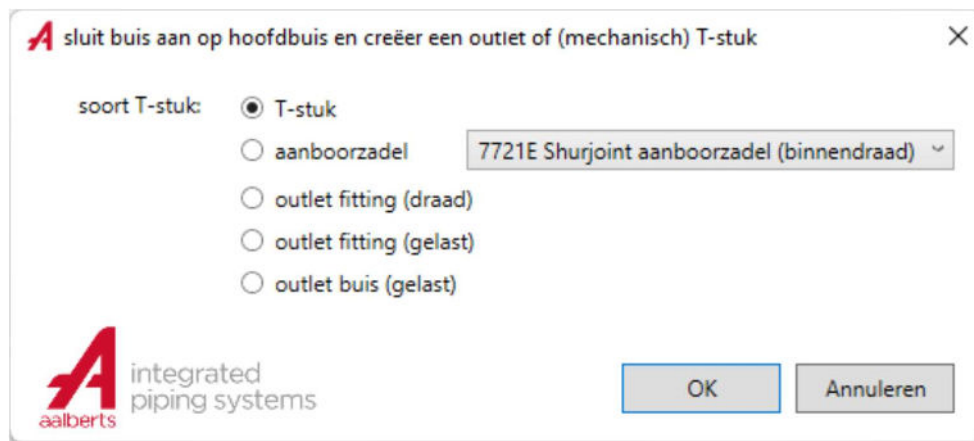 sluit buis aan op hoofdbuis en creëer een outlet of (mechanisch) T-stuk
soort T-stuk:
T-stuk
aanboorzadel
7721E Shurjoint aanboorzadel (binnendraad)
outlet fitting (draad)
outlet fitting (gelast)
outlet buis (gelast)
integrated
piping systems
aalberts
OK
Annuleren